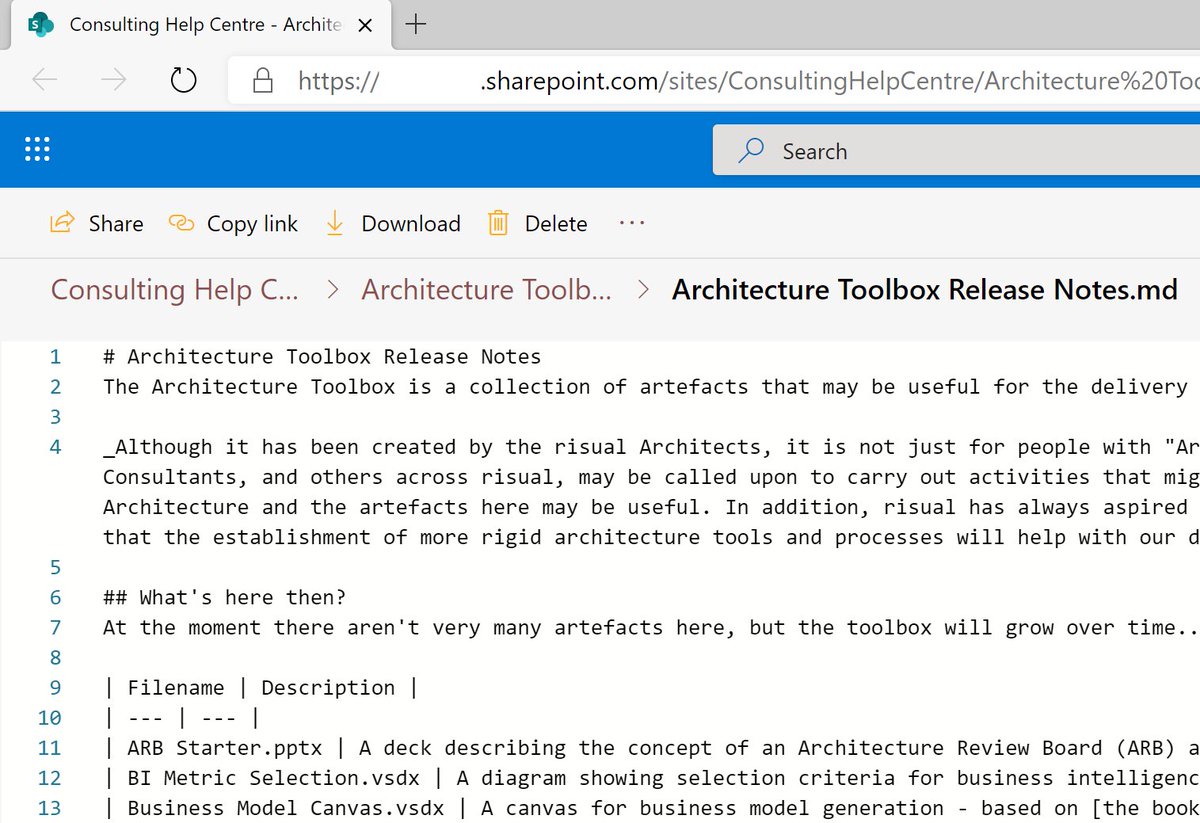 Consulting Help Centre - Archite
https:// .sharepoint.com/sites/ConsultingHelpCentre/Architecture%20Too
Search
Share Copy link Download Delete ...
Consulting Help C... > Architecture Toolb... > Architecture Toolbox Release Notes.md
1 # Architecture Toolbox Release Notes
2 The Architecture Toolbox is a collection of artefacts that may be useful for the delivery
3
4 _Although it has been created by the risual Architects, it is not just for people with "Ar
Consultants, and others across risual, may be called upon to carry out activities that mig
Architecture and the artefacts here may be useful. In addition, risual has always aspired
that the establishment of more rigid architecture tools and processes will help with our d
5
6 ## What's here then?
7 At the moment there aren't very many artefacts here, but the toolbox will grow over time..
8
9 | Filename | Description |
10 | --- | --- |
11 | ARB Starter.pptx | A deck describing the concept of an Architecture Review Board (ARB) a
12 | BI Metric Selection.vsdx | A diagram showing selection criteria for business intelligenc
13 | Business Model Canvas.vsdx | A canvas for business model generation - based on [the book